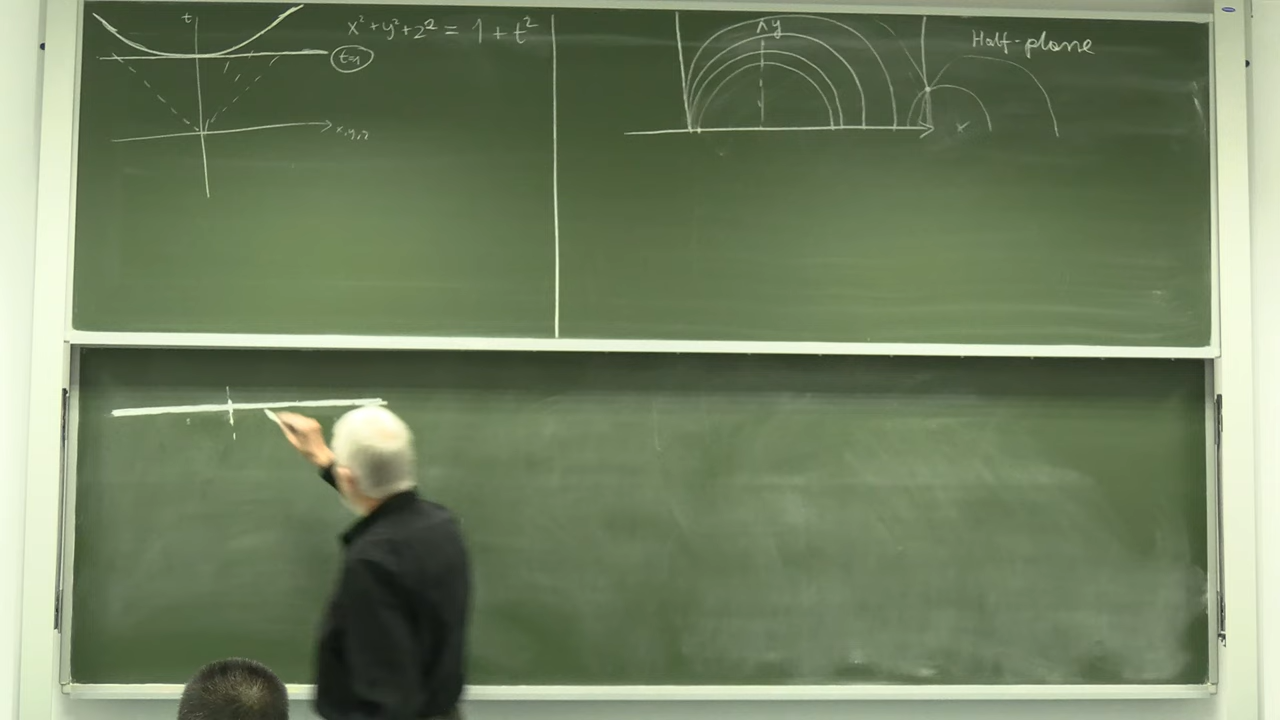 t
x²+y²+z² = 1+t²
t=1
x,y,z
y
x
Half-plane